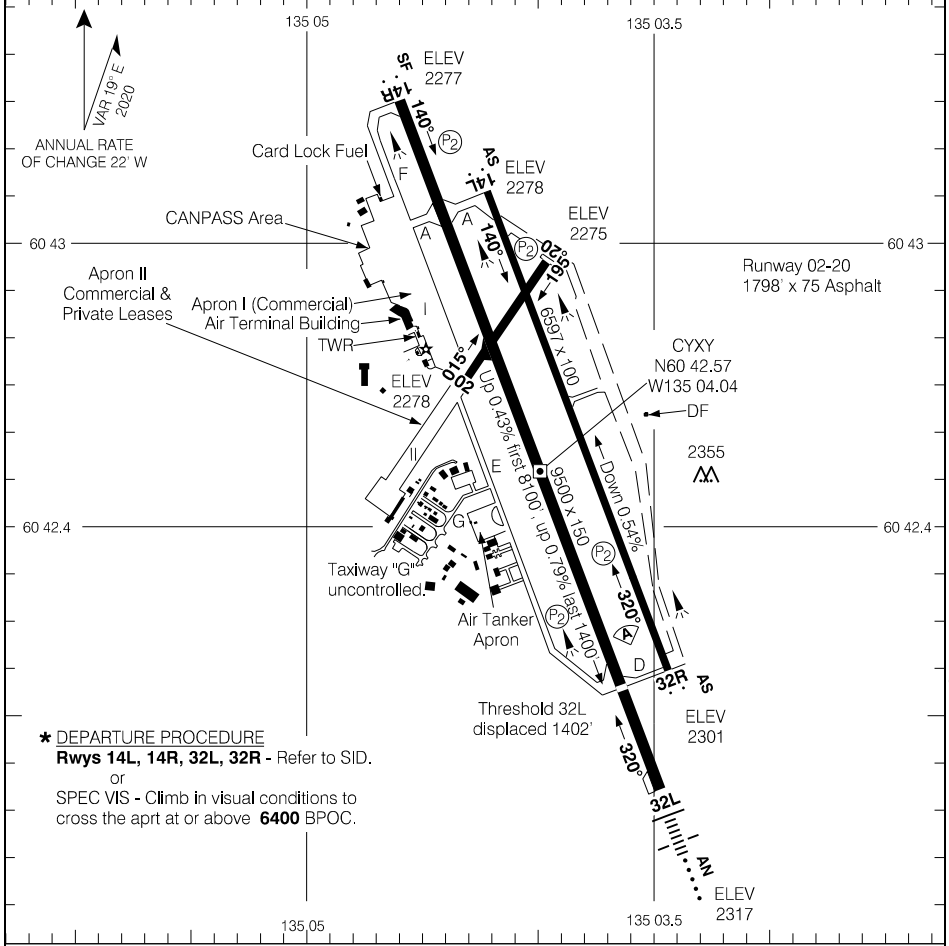 135 05
135 03.5
VAR 19° E
2020
ANNUAL RATE
OF CHANGE 22' W
SF
14R
ELEV
2277
140°
P2
Card Lock Fuel
F
AS
14L
ELEV
2278
CANPASS Area
A
A
ELEV
2275
60 43
140°
P2
020°
195°
60 43
Apron II
Commercial &
Private Leases
Runway 02-20
1798' x 75 Asphalt
Apron I (Commercial)
Air Terminal Building
TWR
I
6597 x 100
015°
02
ELEV
2278
CYXY
N60 42.57
W135 04.04
DF
2355
Up 0.43% first 8100', up 0.79% last 1400'
9500 x 150
Down 0.54%
II
E
G
60 42.4
60 42.4
Taxiway "G"
uncontrolled.
P2
Air Tanker
Apron
320°
P2
A
D
32R
AS
ELEV
2301
Threshold 32L
displaced 1402'
320°
* DEPARTURE PROCEDURE
Rwys 14L, 14R, 32L, 32R - Refer to SID.
or
SPEC VIS - Climb in visual conditions to
cross the aprt at or above 6400 BPOC.
32L
AN
ELEV
2317
135 05
135 03.5